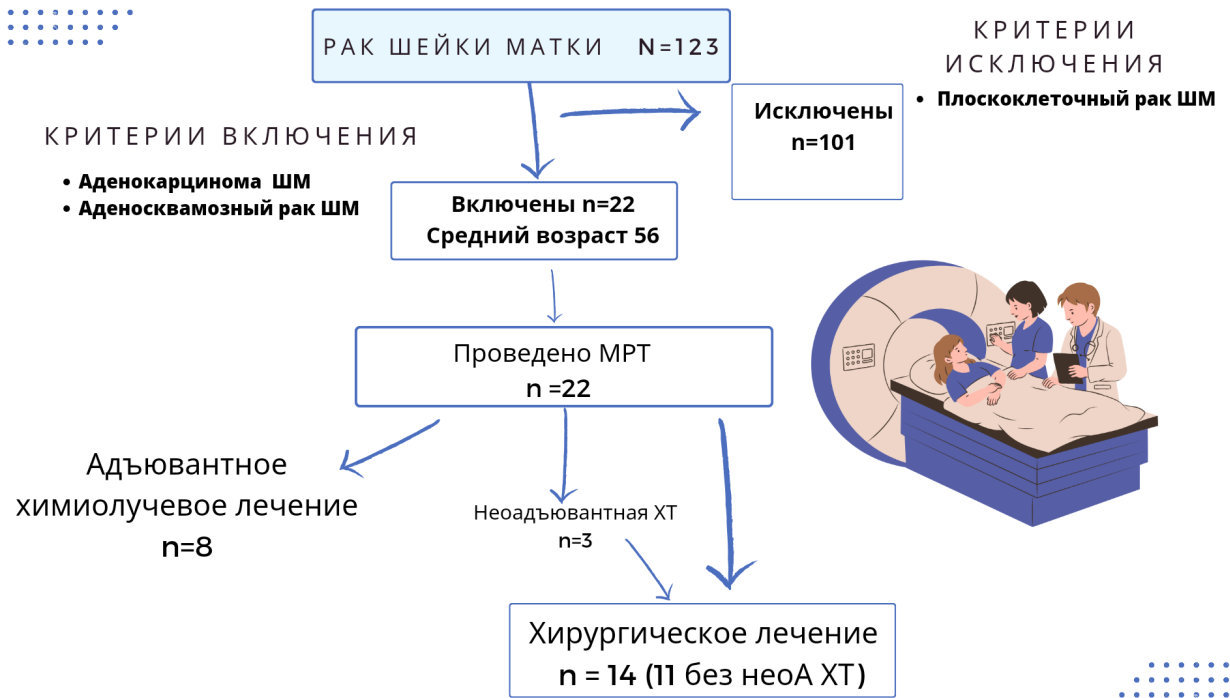 РАК ШЕЙКИ МАТКИ N=123
КРИТЕРИИ
ИСКЛЮЧЕНИЯ
• Плоскоклеточный рак ШМ
Исключены
n=101
КРИТЕРИИ ВКЛЮЧЕНИЯ
• Аденокарцинома ШМ
• Аденосквамозный рак ШМ
Включены n=22
Средний возраст 56
Проведено МРТ
n =22
Адъювантное
химиолучевое лечение
n=8
Неоадъювантная ХТ
n=3
Хирургическое лечение
n = 14 (11 без неоА ХТ)